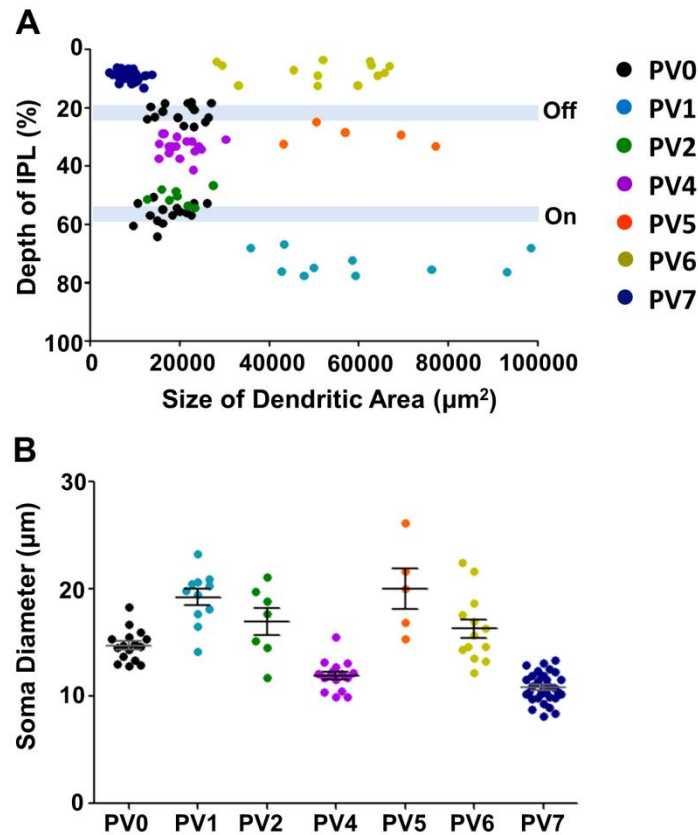 A
0
20
40
60
80
100
Depth of IPL (%)
Off
On
0
20000
40000
60000
80000
100000
Size of Dendritic Area (µm²)
PV0
PV1
PV2
PV4
PV5
PV6
PV7
B
30
20
10
0
Soma Diameter (µm)
PV0 PV1 PV2 PV4 PV5 PV6 PV7